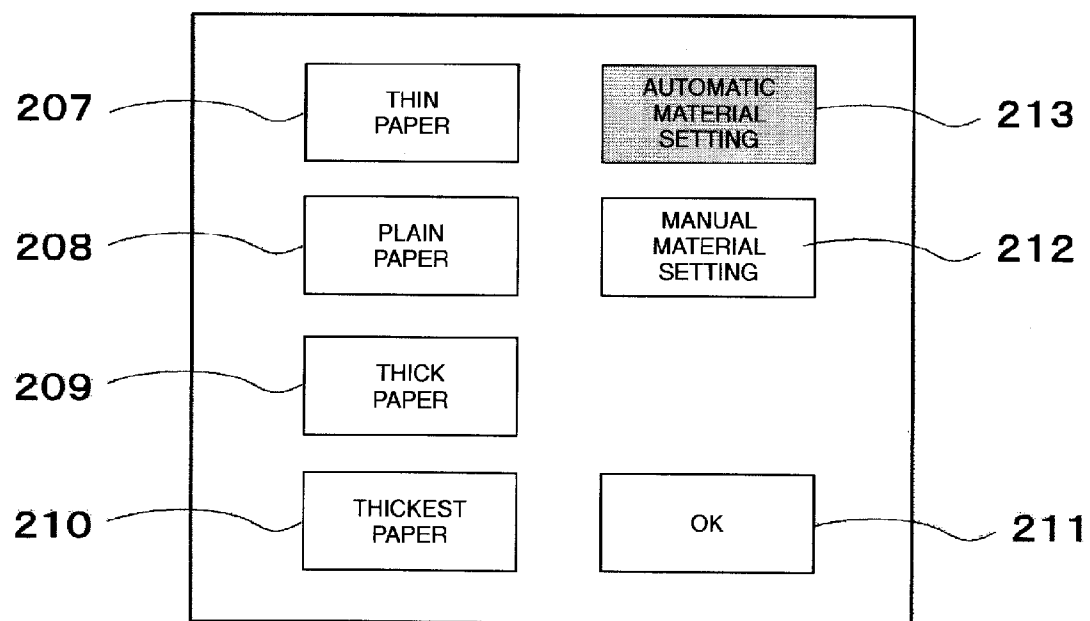 207
THIN
PAPER
AUTOMATIC
MATERIAL
SETTING
213
208
PLAIN
PAPER
MANUAL
MATERIAL
SETTING
212
209
THICK
PAPER
210
THICKEST
PAPER
OK
211